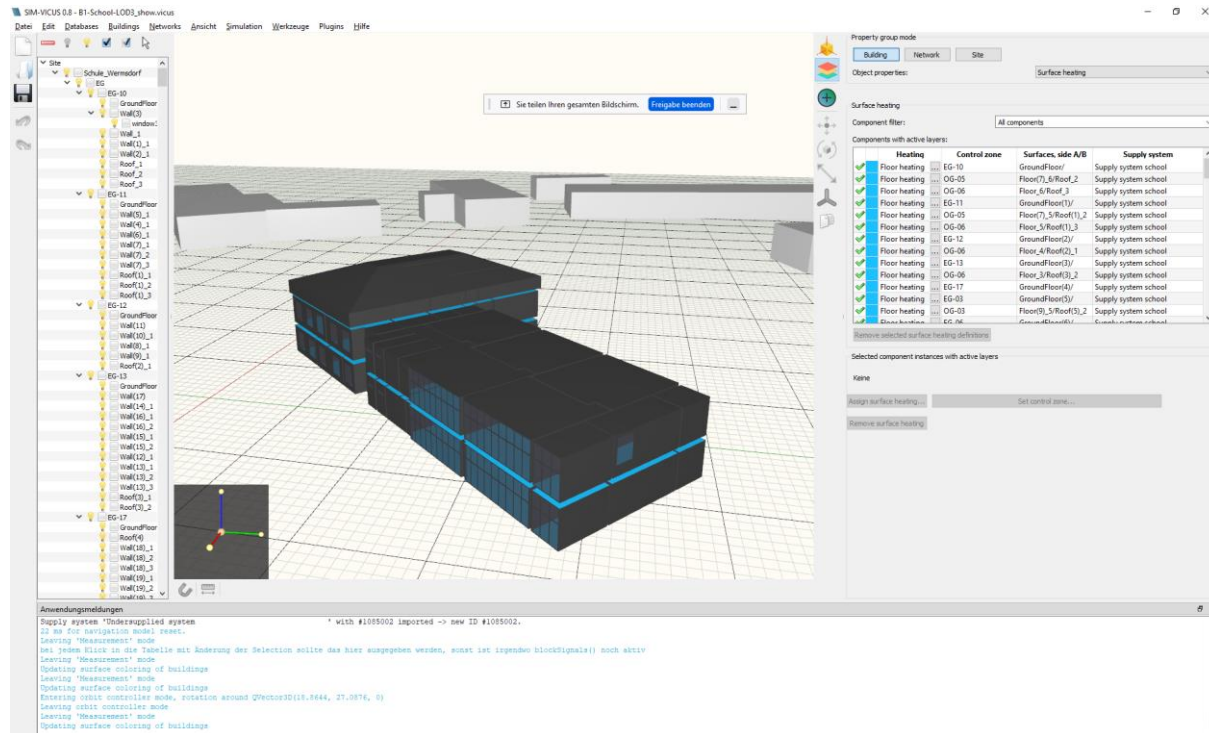 SIM-VICUS 0.8 - B1-School-LOD3_show.vicus
Datei Edit Databases Buildings Networks Ansicht Simulation Werkzeuge Plugins Hilfe
Site
Schule_Wermsdorf
EG
EG-10
GroundFloor
Wall(3)
window
Wall_1
Wall(1)_1
Wall(2)_1
Roof_1
Roof_2
Roof_3
EG-11
GroundFloor
Wall(5)_1
Wall(4)_1
Wall(6)_1
Wall(7)_1
Wall(7)_2
Wall(7)_3
Roof(1)_1
Roof(1)_2
Roof(1)_3
EG-12
GroundFloor
Wall(11)
Wall(10)_1
Wall(8)_1
Wall(9)_1
Roof(2)_1
EG-13
GroundFloor
Wall(17)
Wall(14)_1
Wall(16)_1
Wall(16)_2
Wall(15)_1
Wall(15)_2
Wall(12)_1
Wall(13)_1
Wall(13)_2
Wall(13)_3
Roof(3)_1
Roof(3)_2
EG-17
GroundFloor
Roof(4)
Wall(18)_1
Wall(18)_2
Wall(18)_3
Wall(19)_1
Wall(19)_2
Wall(19)_3
Sie teilen Ihren gesamten Bildschirm. Freigabe beenden
Property group mode
Building Network Site
Object properties: Surface heating
Surface heating
Component filter: All components
Components with active layers:
Heating Control zone Surfaces, side A/B Supply system
Floor heating ... EG-10 GroundFloor/ Supply system school
Floor heating ... OG-05 Floor(7)_6/Roof_2 Supply system school
Floor heating ... OG-06 Floor_6/Roof_3 Supply system school
Floor heating ... EG-11 GroundFloor(1)/ Supply system school
Floor heating ... OG-05 Floor(7)_5/Roof(1)_2 Supply system school
Floor heating ... OG-06 Floor_5/Roof(1)_3 Supply system school
Floor heating ... EG-12 GroundFloor(2)/ Supply system school
Floor heating ... OG-06 Floor_4/Roof(2)_1 Supply system school
Floor heating ... EG-13 GroundFloor(3)/ Supply system school
Floor heating ... OG-06 Floor_3/Roof(3)_2 Supply system school
Floor heating ... EG-17 GroundFloor(4)/ Supply system school
Floor heating ... EG-03 GroundFloor(5)/ Supply system school
Floor heating ... OG-03 Floor(9)_5/Roof(5)_2 Supply system school
Floor heating ... EG-06 GroundFloor(6)/ Supply system school
Remove selected surface heating definitions
Selected component instances with active layers
Keine
Assign surface heating... Set control zone...
Remove surface heating
Anwendungsmeldungen
Supply system 'Undersupplied system ' with #1085002 imported -> new ID #1085002.
22 ms for navigation model reset.
Leaving 'Measurement' mode
bei jedem Klick in die Tabelle mit Änderung der Selection sollte das hier ausgegeben werden, sonst ist irgendwo blockSignals() noch aktiv
Leaving 'Measurement' mode
Updating surface coloring of buildings
Leaving 'Measurement' mode
Updating surface coloring of buildings
Entering orbit controller mode, rotation around QVector3D(18.8644, 27.0876, 0)
Leaving orbit controller mode
Leaving 'Measurement' mode
Updating surface coloring of buildings